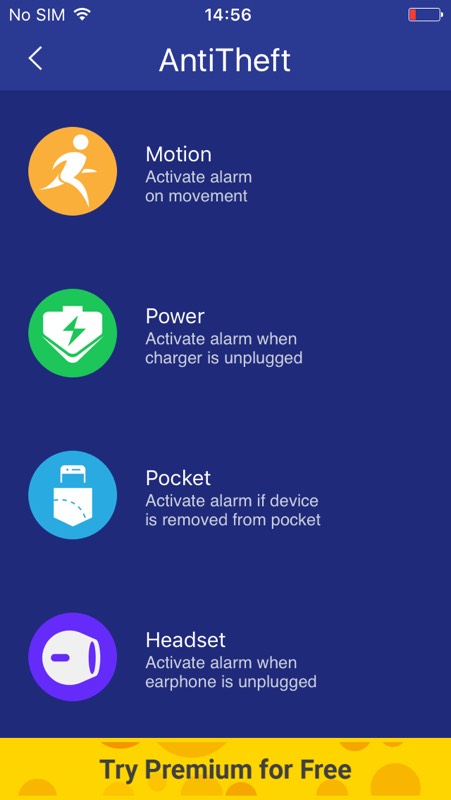 No SIM 14:56
AntiTheft
Motion
Activate alarm
on movement
Power
Activate alarm when
charger is unplugged
Pocket
Activate alarm if device
is removed from pocket
Headset
Activate alarm when
earphone is unplugged
Try Premium for Free